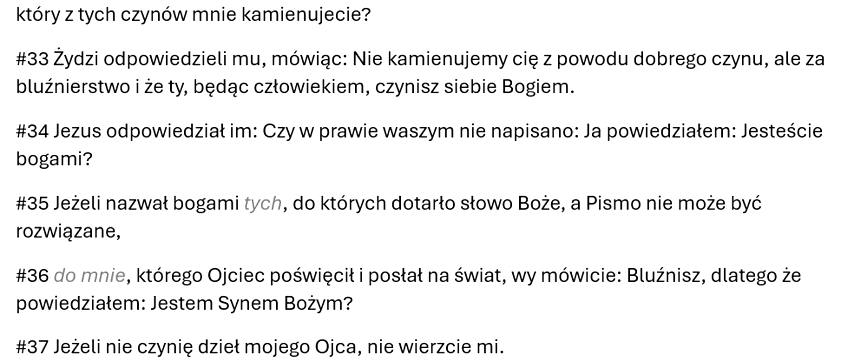 który z tych czynów mnie kamienujecie?
#33 Żydzi odpowiedzieli mu, mówiąc: Nie kamienujemy cię z powodu dobrego czynu, ale za
bluźnierstwo i że ty, będąc człowiekiem, czynisz siebie Bogiem.
#34 Jezus odpowiedział im: Czy w prawie waszym nie napisano: Ja powiedziałem: Jesteście
bogami?
#35 Jeżeli nazwał bogami tych, do których dotarło słowo Boże, a Pismo nie może być
rozwiązane,
#36 do mnie, którego Ojciec poświęcił i posłał na świat, wy mówicie: Bluźnisz, dlatego że
powiedziałem: Jestem Synem Bożym?
#37 Jeżeli nie czynię dzieł mojego Ojca, nie wierzcie mi.